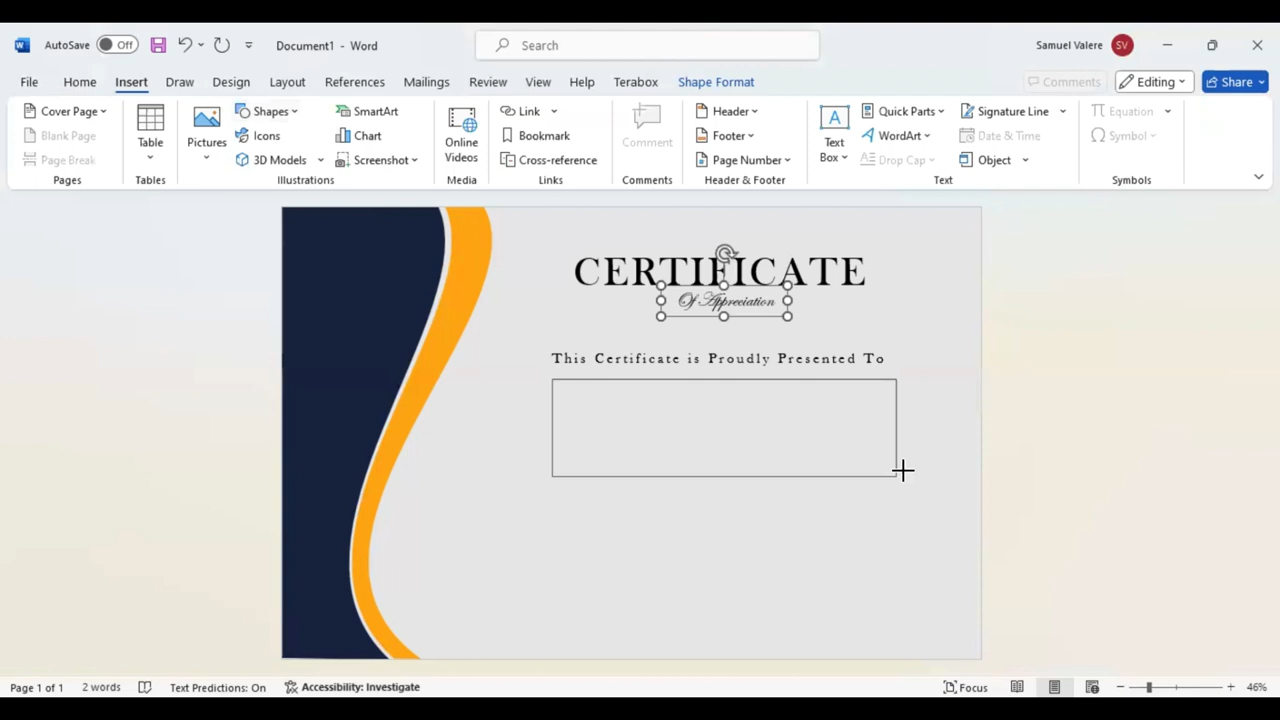 AutoSave Off Document1 - Word Search Samuel Valere SV
File Home Insert Draw Design Layout References Mailings Review View Help Terabox Shape Format Comments Editing Share
Cover Page
Blank Page
Page Break
Pages
Table
Tables
Pictures
Shapes
Icons
3D Models
SmartArt
Chart
Screenshot
Illustrations
Online
Videos
Media
Link
Bookmark
Cross-reference
Links
Comment
Comments
Header
Footer
Page Number
Header & Footer
A
Text
Box
Quick Parts
WordArt
Drop Cap
Signature Line
Date & Time
Object
Text
Equation
Symbol
Symbols
CERTIFICATE
Of Appreciation
This Certificate is Proudly Presented To
Page 1 of 1 2 words Text Predictions: On Accessibility: Investigate Focus 46%